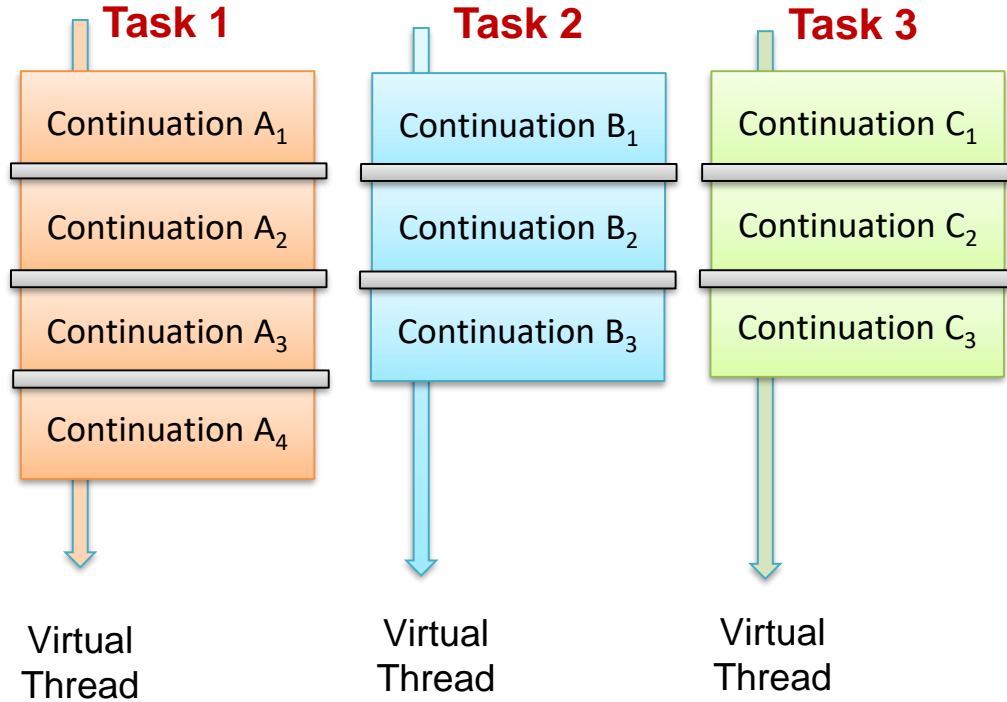 Task 1
Continuation A₁
Continuation A₂
Continuation A₃
Continuation A₄
Virtual
Thread
Task 2
Continuation B₁
Continuation B₂
Continuation B₃
Virtual
Thread
Task 3
Continuation C₁
Continuation C₂
Continuation C₃
Virtual
Thread